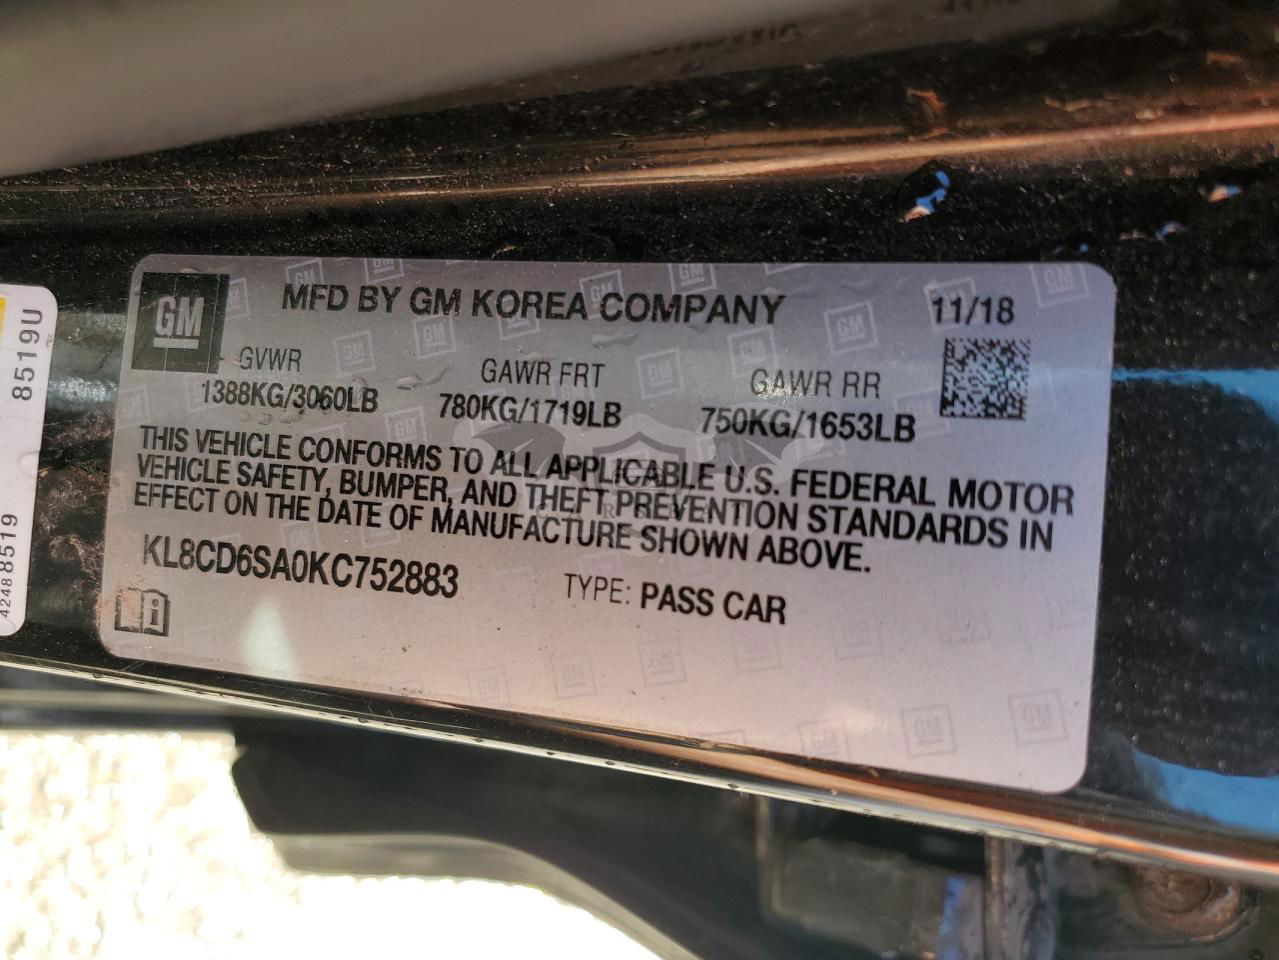 GM
MFD BY GM KOREA COMPANY 11/18
GVWR GAWR FRT GAWR RR
1388KG/3060LB 780KG/1719LB 750KG/1653LB
THIS VEHICLE CONFORMS TO ALL APPLICABLE U.S. FEDERAL MOTOR
VEHICLE SAFETY, BUMPER, AND THEFT PREVENTION STANDARDS IN
EFFECT ON THE DATE OF MANUFACTURE SHOWN ABOVE.
KL8CD6SA0KC752883 TYPE: PASS CAR
8519U
42488519